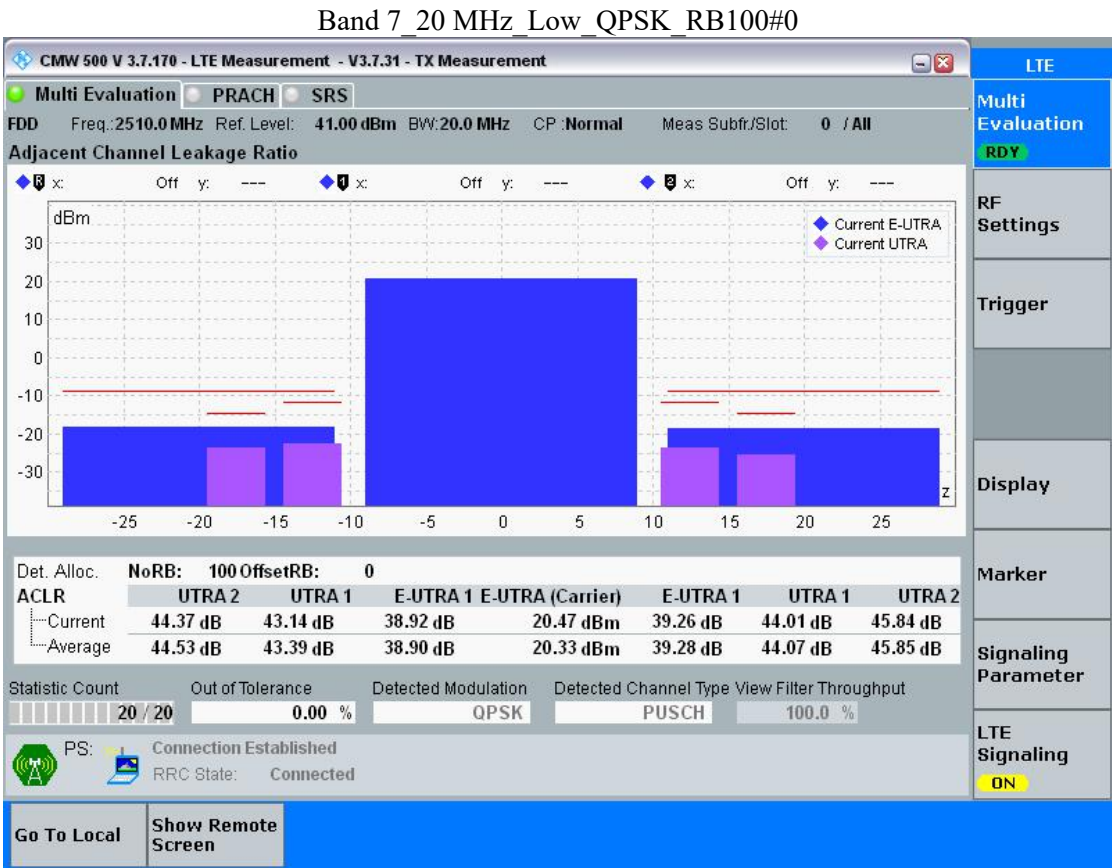 Band 7_20 MHz_Low_QPSK_RB100#0
CMW 500 V 3.7.170 - LTE Measurement - V3.7.31 - TX Measurement
LTE
Multi Evaluation PRACH SRS
Multi Evaluation
RDY
FDD Freq.:2510.0 MHz Ref. Level: 41.00 dBm BW:20.0 MHz CP :Normal Meas Subfr./Slot: 0 / All
Adjacent Channel Leakage Ratio
R x: Off y: --- 1 x: Off y: --- 2 x: Off y: ---
RF
Settings
dBm
Current E-UTRA
Current UTRA
30
20
10
0
-10
-20
-30
z
-25 -20 -15 -10 -5 0 5 10 15 20 25
Trigger
Display
Marker
Signaling
Parameter
LTE
Signaling
ON
Det. Alloc. NoRB: 100 OffsetRB: 0
ACLR UTRA 2 UTRA 1 E-UTRA 1 E-UTRA (Carrier) E-UTRA 1 UTRA 1 UTRA 2
Current 44.37 dB 43.14 dB 38.92 dB 20.47 dBm 39.26 dB 44.01 dB 45.84 dB
Average 44.53 dB 43.39 dB 38.90 dB 20.33 dBm 39.28 dB 44.07 dB 45.85 dB
Statistic Count Out of Tolerance Detected Modulation Detected Channel Type View Filter Throughput
20 / 20 0.00 % QPSK PUSCH 100.0 %
PS: Connection Established
RRC State: Connected
Go To Local Show Remote
Screen